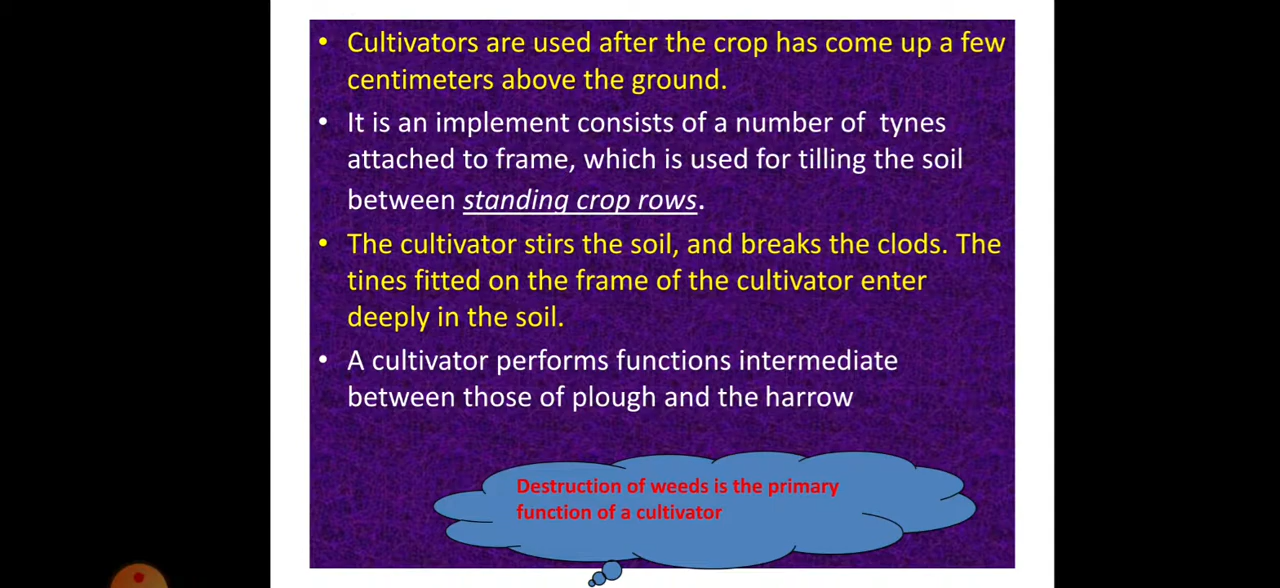 • Cultivators are used after the crop has come up a few
centimeters above the ground.
• It is an implement consists of a number of tynes
attached to frame, which is used for tilling the soil
between standing crop rows.
• The cultivator stirs the soil, and breaks the clods. The
tines fitted on the frame of the cultivator enter
deeply in the soil.
• A cultivator performs functions intermediate
between those of plough and the harrow
Destruction of weeds is the primary
function of a cultivator